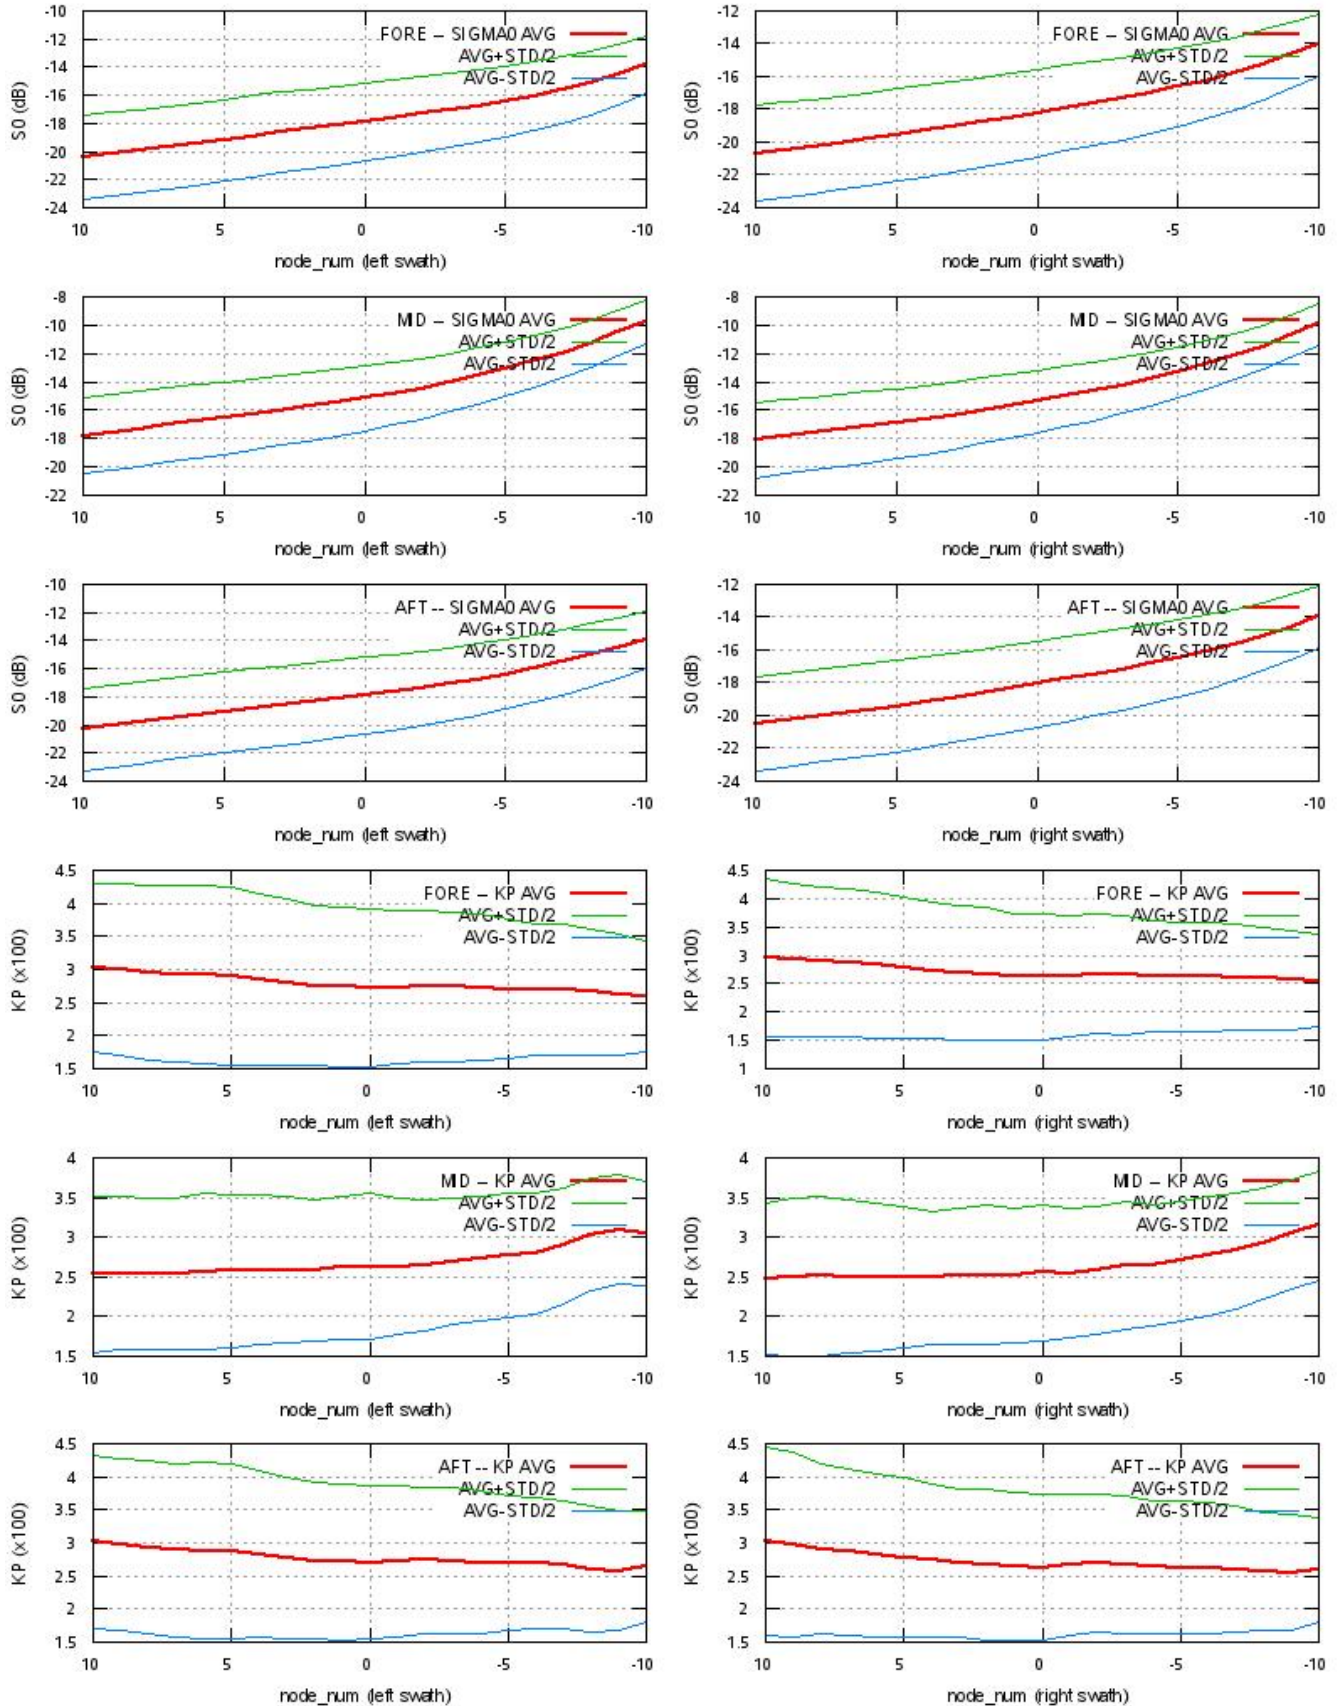 -10
-12
-14
-16
-18
-20
-22
-24
S0 (dB)
FORE – SIGMA0 AVG
AVG+STD/2
AVG-STD/2
10 5 0 -5 -10
node_num (left swath)
-12
-14
-16
-18
-20
-22
-24
S0 (dB)
FORE – SIGMA0 AVG
AVG+STD/2
AVG-STD/2
10 5 0 -5 -10
node_num (right swath)
-8
-10
-12
-14
-16
-18
-20
-22
S0 (dB)
MID – SIGMA0 AVG
AVG+STD/2
AVG-STD/2
10 5 0 -5 -10
node_num (left swath)
-8
-10
-12
-14
-16
-18
-20
-22
S0 (dB)
MID – SIGMA0 AVG
AVG+STD/2
AVG-STD/2
10 5 0 -5 -10
node_num (right swath)
-10
-12
-14
-16
-18
-20
-22
-24
S0 (dB)
AFT -- SIGMA0 AVG
AVG+STD/2
AVG-STD/2
10 5 0 -5 -10
node_num (left swath)
-12
-14
-16
-18
-20
-22
-24
S0 (dB)
AFT -- SIGMA0 AVG
AVG+STD/2
AVG-STD/2
10 5 0 -5 -10
node_num (right swath)
4.5
4
3.5
3
2.5
2
1.5
KP (x100)
FORE – KP AVG
AVG+STD/2
AVG-STD/2
10 5 0 -5 -10
node_num (left swath)
4.5
4
3.5
3
2.5
2
1.5
1
KP (x100)
FORE – KP AVG
AVG+STD/2
AVG-STD/2
10 5 0 -5 -10
node_num (right swath)
4
3.5
3
2.5
2
1.5
KP (x100)
MID – KP AVG
AVG+STD/2
AVG-STD/2
10 5 0 -5 -10
node_num (left swath)
4
3.5
3
2.5
2
1.5
KP (x100)
MID – KP AVG
AVG+STD/2
AVG-STD/2
10 5 0 -5 -10
node_num (right swath)
4.5
4
3.5
3
2.5
2
1.5
KP (x100)
AFT -- KP AVG
AVG+STD/2
AVG-STD/2
10 5 0 -5 -10
node_num (left swath)
4.5
4
3.5
3
2.5
2
1.5
KP (x100)
AFT -- KP AVG
AVG+STD/2
AVG-STD/2
10 5 0 -5 -10
node_num (right swath)